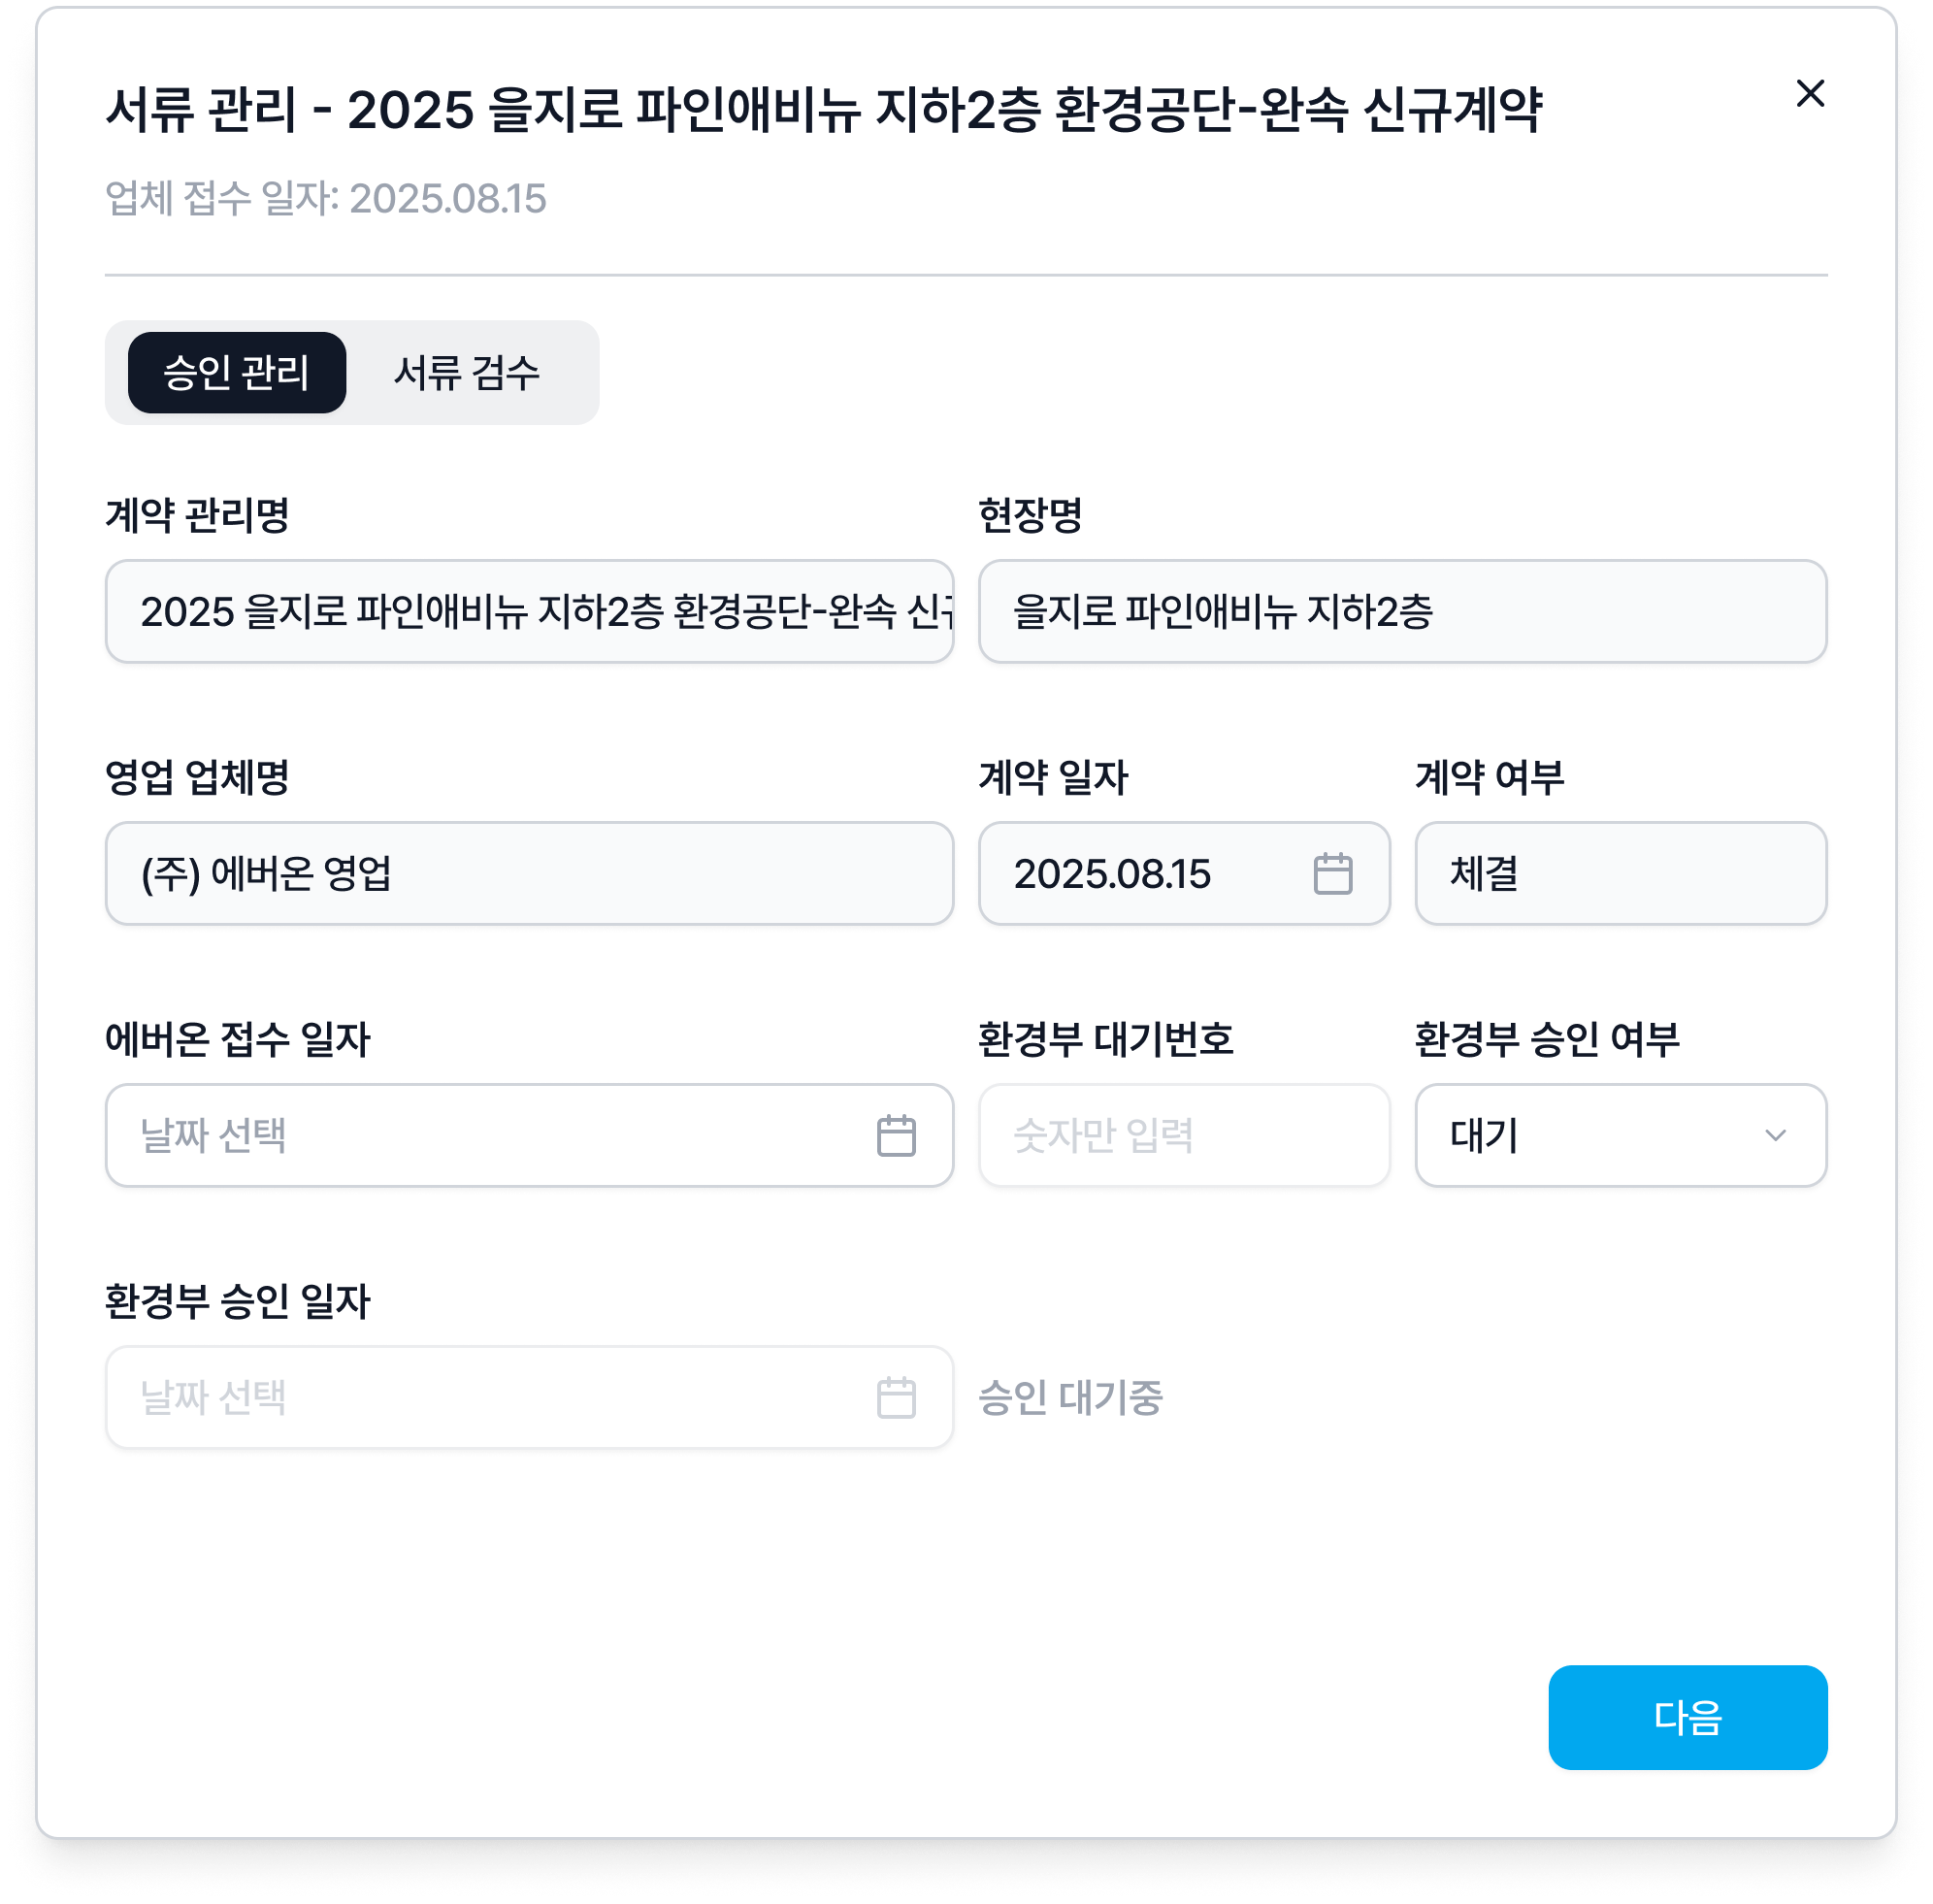 서류 관리 - 2025 을지로 파인애비뉴 지하2층 환경공단-완속 신규계약
업체 접수 일자: 2025.08.15
승인 관리 서류 검수
계약 관리명 현장명
2025 을지로 파인애비뉴 지하2층 환경공단-완속 을지로 파인애비뉴 지하2층
영업 업체명 계약 일자 계약 여부
(주) 에버온 영업 2025.08.15 체결
에버온 접수 일자 환경부 대기번호 환경부 승인 여부
날짜 선택 숫자만 입력 대기
환경부 승인 일자
날짜 선택 승인 대기중
다음